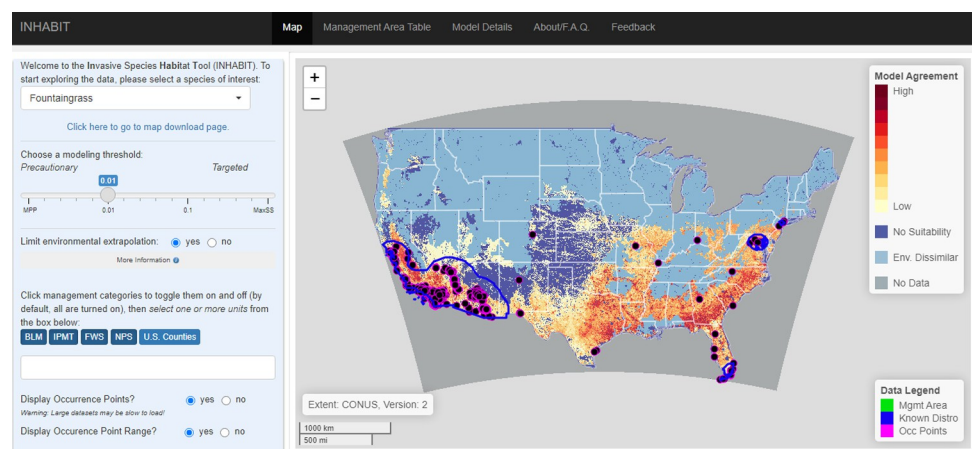 INHABIT
Map Management Area Table Model Details About/F.A.Q. Feedback
Welcome to the Invasive Species Habitat Tool (INHABIT). To
start exploring the data, please select a species of interest:
Fountaingrass
Click here to go to map download page.
Choose a modeling threshold:
Precautionary Targeted
0.01
MPP 0.01 0.1 MaxSS
Limit environmental extrapolation: yes no
More Information
Click management categories to toggle them on and off (by
default, all are turned on), then select one or more units from
the box below:
BLM IPMT FWS NPS U.S. Counties
Display Occurrence Points? yes no
Warning: Large datasets may be slow to load!
Display Occurence Point Range? yes no
+
−
Extent: CONUS, Version: 2
1000 km
500 mi
Model Agreement
High
Low
No Suitability
Env. Dissimilar
No Data
Data Legend
Mgmt Area
Known Distro
Occ Points